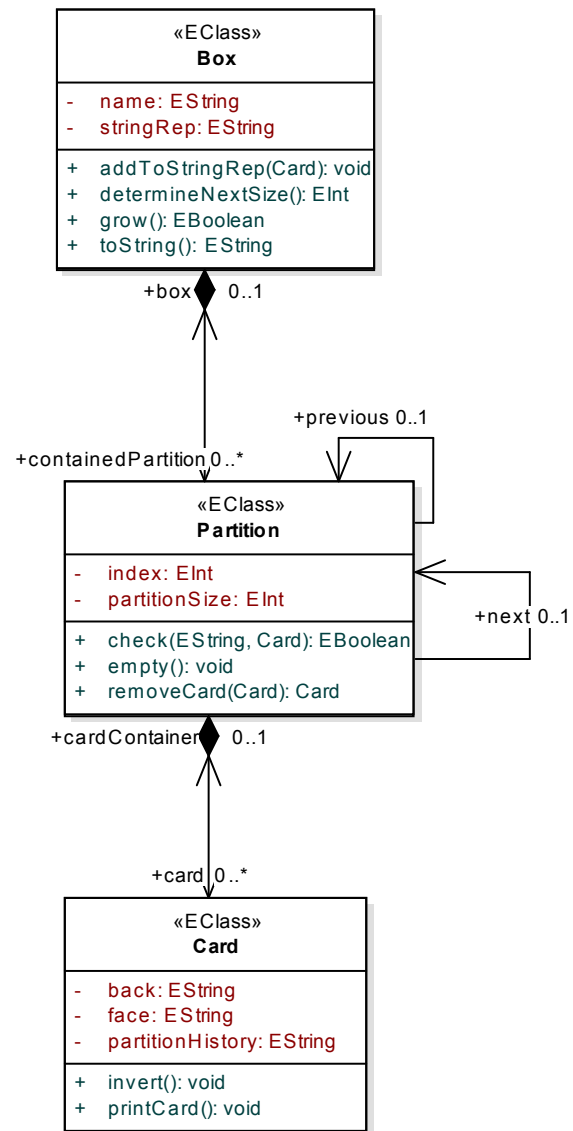 «EClass»
Box
- name: EString
- stringRep: EString
+ addToStringRep(Card): void
+ determineNextSize(): EInt
+ grow(): EBoolean
+ toString(): EString
+box 0..1
+previous 0..1
+containedPartition 0..*
«EClass»
Partition
- index: EInt
- partitionSize: EInt
+next 0..1
+ check(EString, Card): EBoolean
+ empty(): void
+ removeCard(Card): Card
+cardContainer 0..1
+card 0..*
«EClass»
Card
- back: EString
- face: EString
- partitionHistory: EString
+ invert(): void
+ printCard(): void